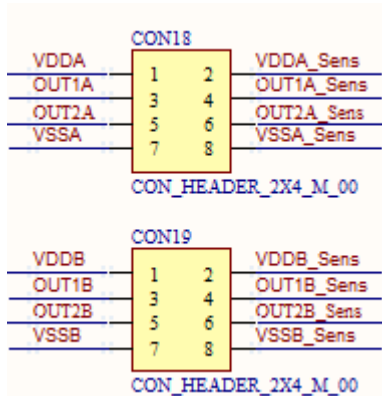 CON18
VDDA 1 2 VDDA_Sens
OUT1A 3 4 OUT1A_Sens
OUT2A 5 6 OUT2A_Sens
VSSA 7 8 VSSA_Sens
CON_HEADER_2X4_M_00
CON19
VDDB 1 2 VDDB_Sens
OUT1B 3 4 OUT1B_Sens
OUT2B 5 6 OUT2B_Sens
VSSB 7 8 VSSB_Sens
CON_HEADER_2X4_M_00